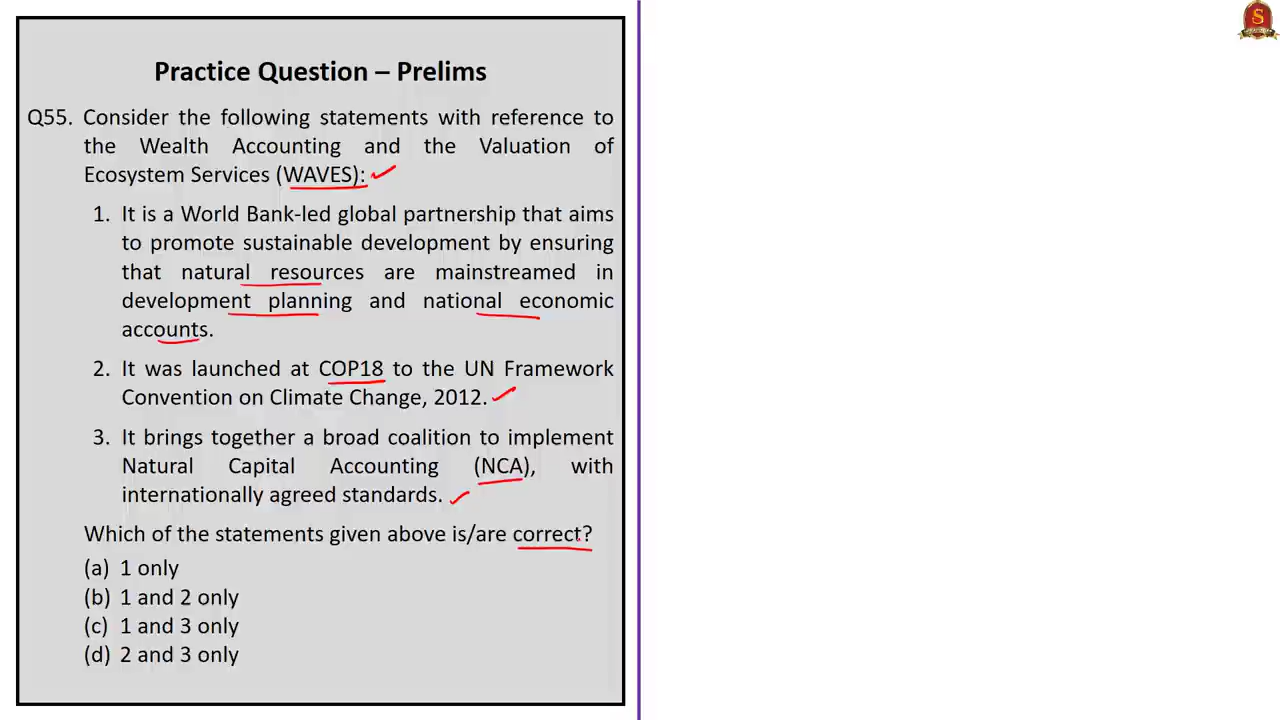 Practice Question – Prelims
Q55. Consider the following statements with reference to
the Wealth Accounting and the Valuation of
Ecosystem Services (WAVES):
1. It is a World Bank-led global partnership that aims
to promote sustainable development by ensuring
that natural resources are mainstreamed in
development planning and national economic
accounts.
2. It was launched at COP18 to the UN Framework
Convention on Climate Change, 2012.
3. It brings together a broad coalition to implement
Natural Capital Accounting (NCA), with
internationally agreed standards.
Which of the statements given above is/are correct?
(a) 1 only
(b) 1 and 2 only
(c) 1 and 3 only
(d) 2 and 3 only
S